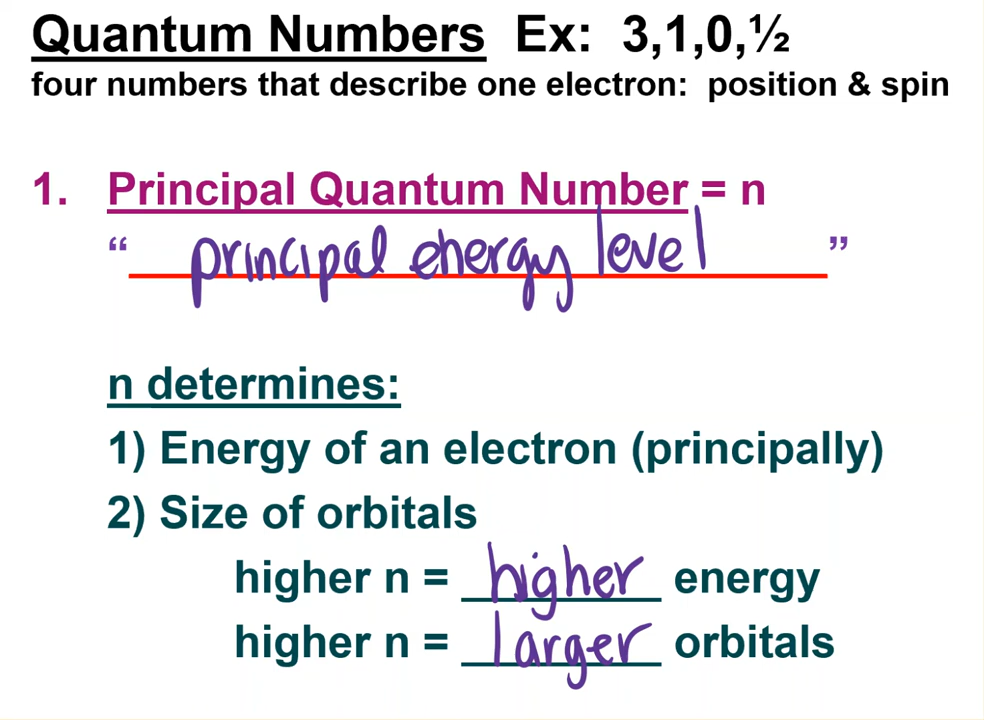 Quantum Numbers Ex: 3,1,0,½
four numbers that describe one electron: position & spin
1. Principal Quantum Number = n
“principal energy level”
n determines:
1) Energy of an electron (principally)
2) Size of orbitals
higher n = higher energy
higher n = larger orbitals